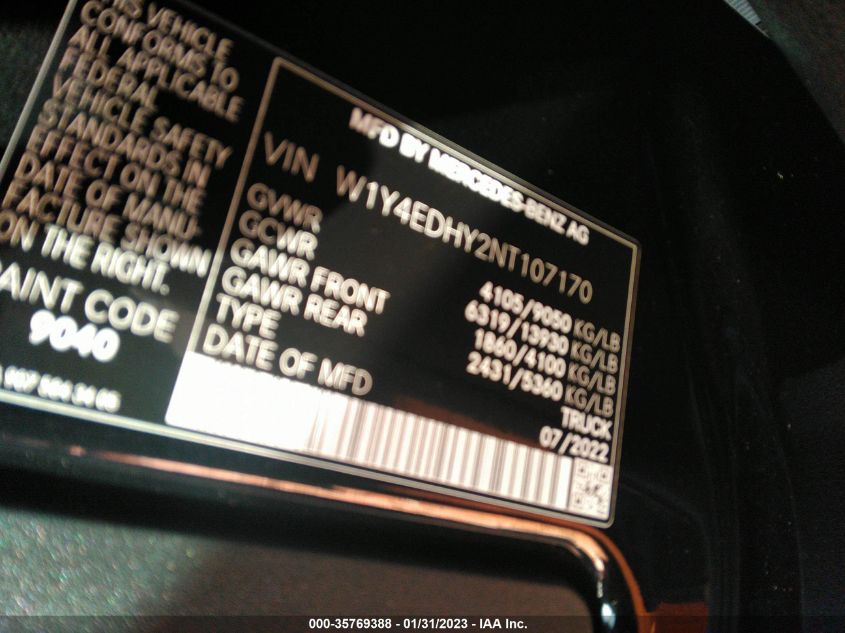 THIS VEHICLE
CONFORMS TO
ALL APPLICABLE
FEDERAL
VEHICLE SAFETY
STANDARDS IN
EFFECT ON THE
DATE OF MANU-
FACTURE SHOWN
ON THE RIGHT.
PAINT CODE
9040
MFD BY MERCEDES-BENZ AG
VIN W1Y4EDHY2NT107170
GVWR 4105/9050 KG/LB
GCWR 6319/13930 KG/LB
GAWR FRONT 1860/4100 KG/LB
GAWR REAR 2431/5360 KG/LB
TYPE TRUCK
DATE OF MFD 07/2022
000-35769388 - 01/31/2023 - IAA Inc.